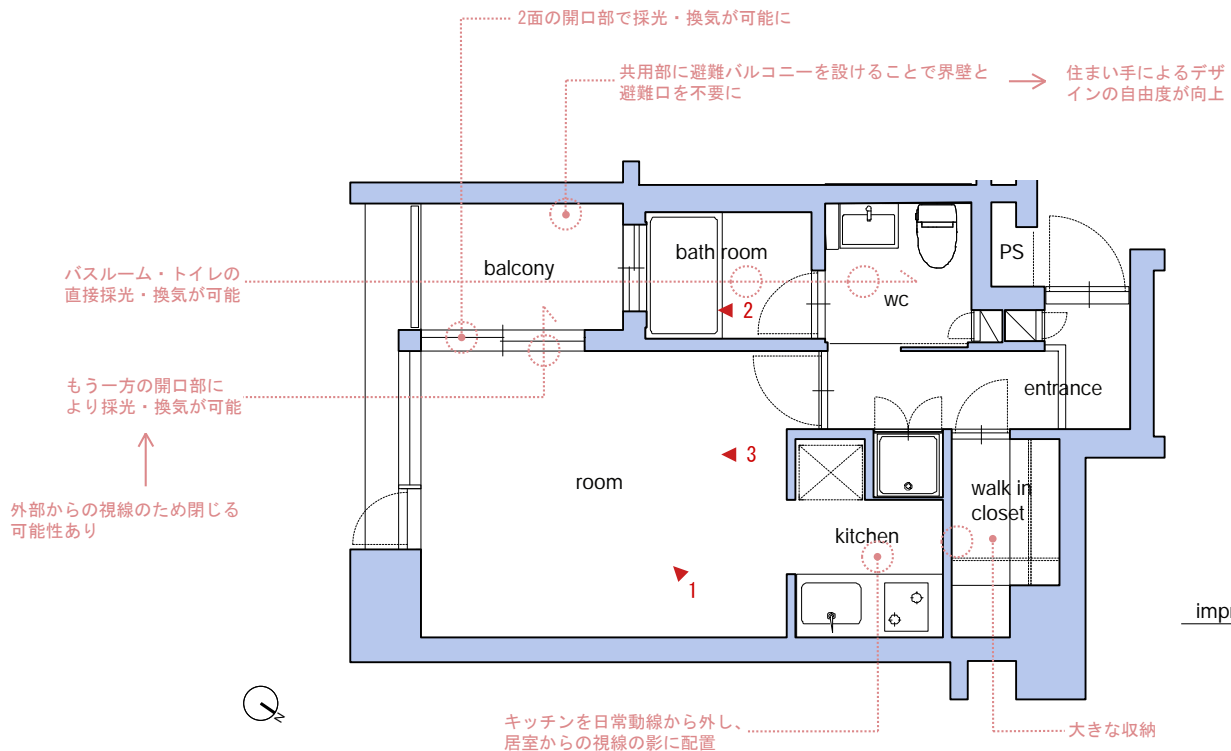 2面の開口部で採光・換気が可能に
共用部に避難バルコニーを設けることで界壁と
避難口を不要に
住まい手によるデザ
インの自由度が向上
balcony
bath room
wc
PS
バスルーム・トイレの
直接採光・換気が可能
2
もう一方の開口部に
より採光・換気が可能
entrance
3
room
walk in
closet
kitchen
外部からの視線のため閉じる
可能性あり
1
impr
N
キッチンを日常動線から外し、
居室からの視線の影に配置
大きな収納